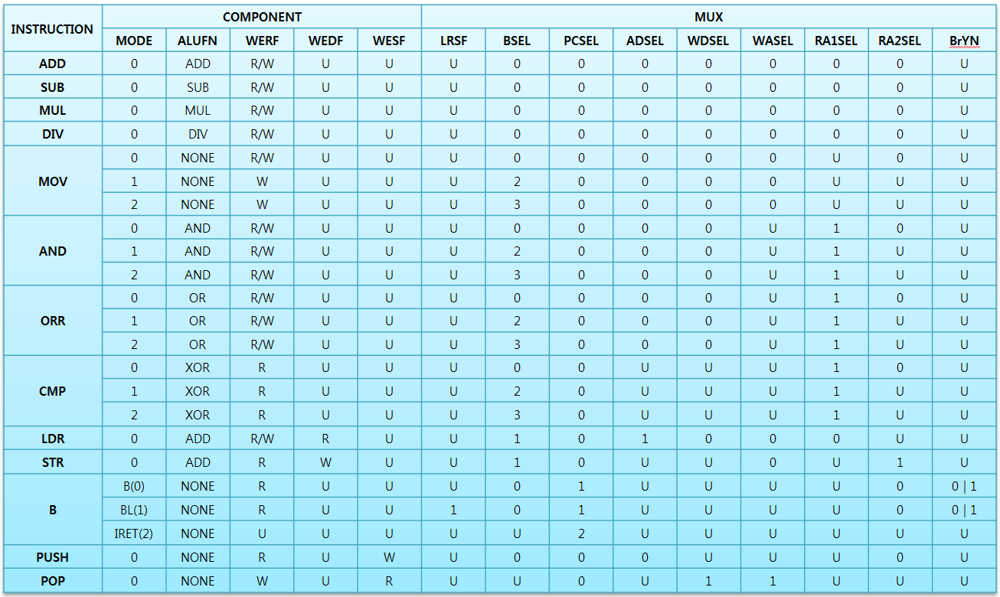 INSTRUCTION COMPONENT MUX
MODE ALUFN WERF WEDF WESF LRSF BSEL PCSEL ADSEL WDSEL WASEL RA1SEL RA2SEL BrYN
ADD 0 ADD R/W U U U 0 0 0 0 0 0 0 U
SUB 0 SUB R/W U U U 0 0 0 0 0 0 0 U
MUL 0 MUL R/W U U U 0 0 0 0 0 0 0 U
DIV 0 DIV R/W U U U 0 0 0 0 0 0 0 U
MOV 0 NONE R/W U U U 0 0 0 0 0 U 0 U
1 NONE W U U U 2 0 0 0 0 U U U
2 NONE W U U U 3 0 0 0 0 U U U
AND 0 AND R/W U U U 0 0 0 0 U 1 0 U
1 AND R/W U U U 2 0 0 0 U 1 U U
2 AND R/W U U U 3 0 0 0 U 1 U U
ORR 0 OR R/W U U U 0 0 0 0 U 1 0 U
1 OR R/W U U U 2 0 0 0 U 1 U U
2 OR R/W U U U 3 0 0 0 U 1 U U
CMP 0 XOR R U U U 0 0 U U U 1 0 U
1 XOR R U U U 2 0 U U U 1 U U
2 XOR R U U U 3 0 U U U 1 U U
LDR 0 ADD R/W R U U 1 0 1 0 0 0 U U
STR 0 ADD R W U U 1 0 U U 0 U 1 U
B B(0) NONE R U U U 0 1 U U U U 0 0 | 1
BL(1) NONE R U U 1 0 1 U U U U 0 0 | 1
IRET(2) NONE U U U U U 2 U U U U U U
PUSH 0 NONE R U W U 0 0 0 U U U 0 U
POP 0 NONE W U R U U 0 U 1 1 U U U